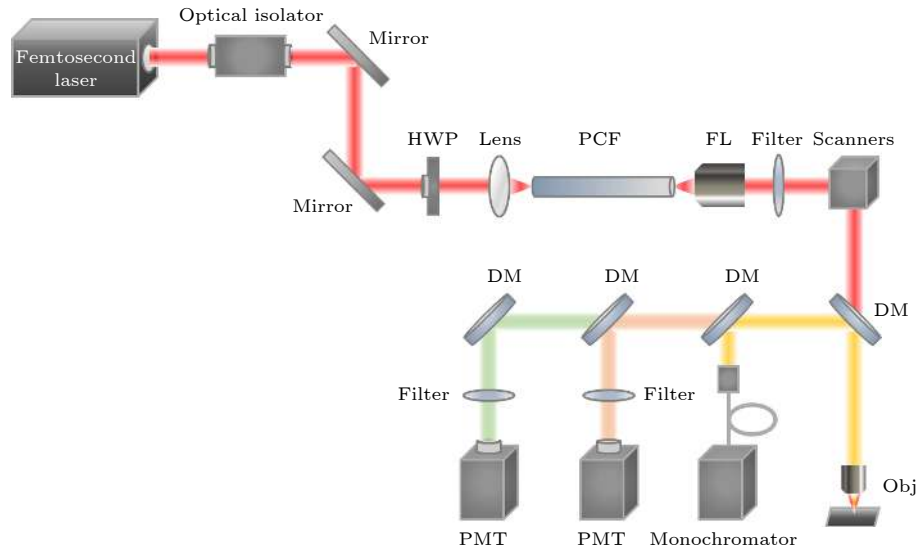 Optical isolator
Mirror
Femtosecond
laser
HWP
Lens
PCF
FL
Filter
Scanners
Mirror
DM
DM
DM
DM
Filter
Filter
Obj
PMT
PMT
Monochromator